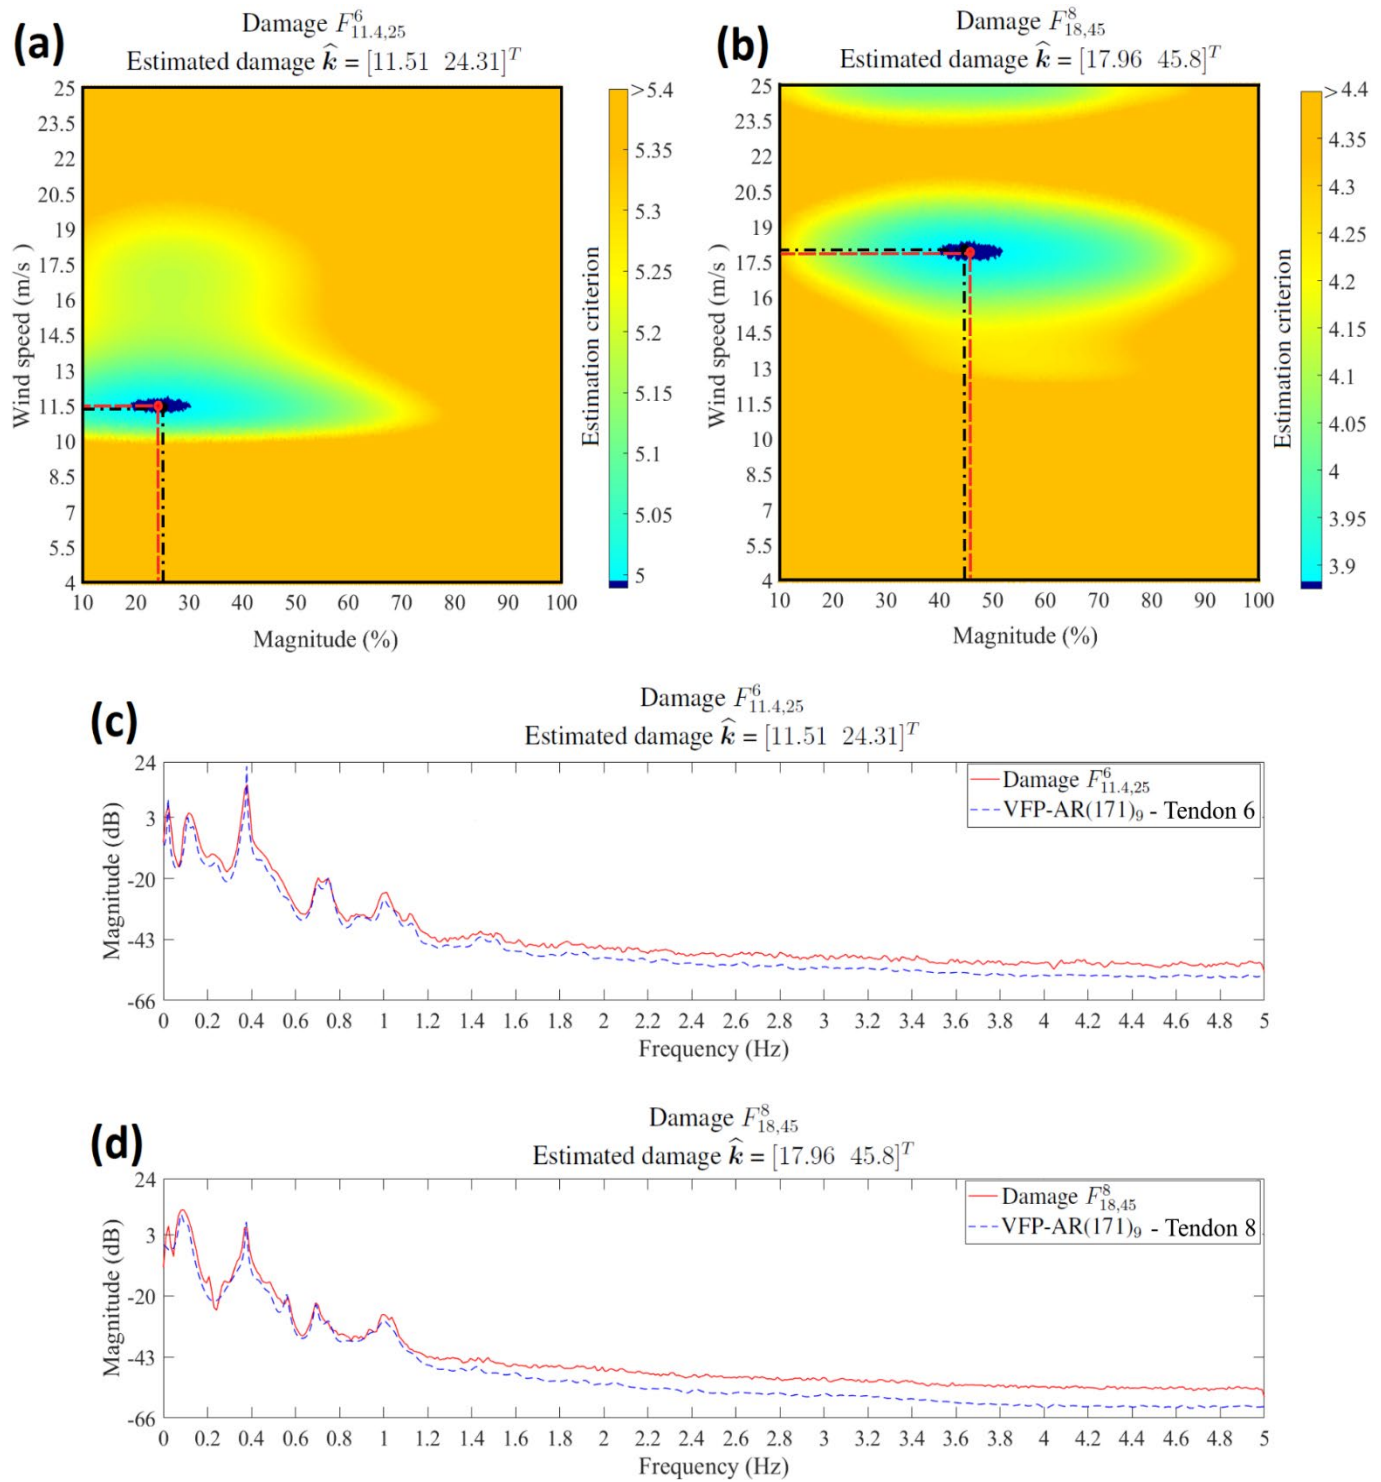 (a)
Damage F^6_{11.4,25}
Estimated damage \hat{k} = [11.51 24.31]^T
25
23.5
22
20.5
19
17.5
16
14.5
13
11.5
10
8.5
7
5.5
4
Wind speed (m/s )
10 20 30 40 50 60 70 80 90 100
Magnitude (%)
>5.4
5.35
5.3
5.25
5.2
5.15
5.1
5.05
5
Estimation criterion
(b)
Damage F^8_{18,45}
Estimated damage \hat{k} = [17.96 45.8]^T
25
23.5
22
20.5
19
17.5
16
14.5
13
11.5
10
8.5
7
5.5
4
Wind speed (m/s )
10 20 30 40 50 60 70 80 90 100
Magnitude (%)
>4.4
4.35
4.3
4.25
4.2
4.15
4.1
4.05
4
3.95
3.9
Estimation criterion
(c)
Damage F^6_{11.4,25}
Estimated damage \hat{k} = [11.51 24.31]^T
24
3
-20
-43
-66
Magnitude (dB)
Damage F^6_{11.4,25}
VFP-AR(171)_9 - Tendon 6
0 0.2 0.4 0.6 0.8 1 1.2 1.4 1.6 1.8 2 2.2 2.4 2.6 2.8 3 3.2 3.4 3.6 3.8 4 4.2 4.4 4.6 4.8 5
Frequency (Hz)
(d)
Damage F^8_{18,45}
Estimated damage \hat{k} = [17.96 45.8]^T
24
3
-20
-43
-66
Magnitude (dB)
Damage F^8_{18,45}
VFP-AR(171)_9 - Tendon 8
0 0.2 0.4 0.6 0.8 1 1.2 1.4 1.6 1.8 2 2.2 2.4 2.6 2.8 3 3.2 3.4 3.6 3.8 4 4.2 4.4 4.6 4.8 5
Frequency (Hz)